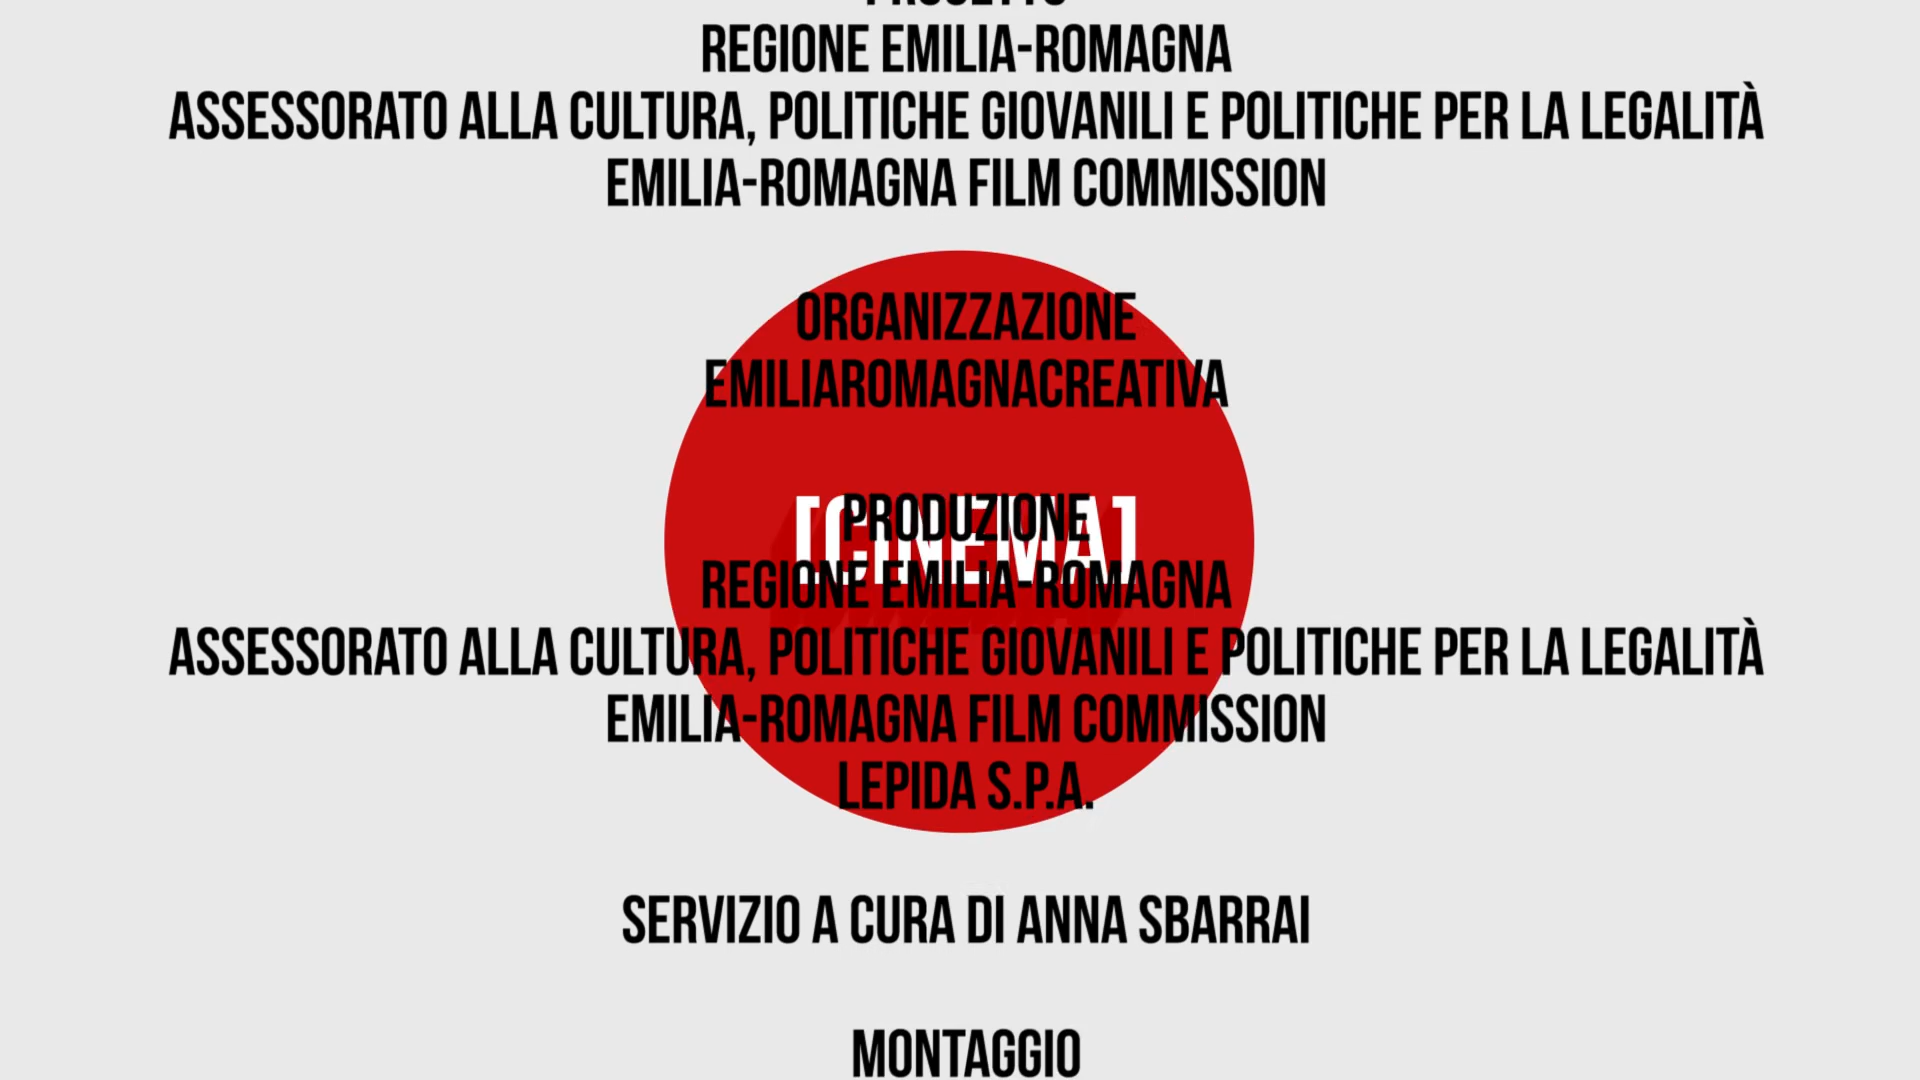 PROGETTO
REGIONE EMILIA-ROMAGNA
ASSESSORATO ALLA CULTURA, POLITICHE GIOVANILI E POLITICHE PER LA LEGALITÀ
EMILIA-ROMAGNA FILM COMMISSION
ORGANIZZAZIONE
EMILIAROMAGNACREATIVA
PRODUZIONE
[CINEMA]
REGIONE EMILIA-ROMAGNA
ASSESSORATO ALLA CULTURA, POLITICHE GIOVANILI E POLITICHE PER LA LEGALITÀ
EMILIA-ROMAGNA FILM COMMISSION
LEPIDA S.P.A.
SERVIZIO A CURA DI ANNA SBARRAI
MONTAGGIO